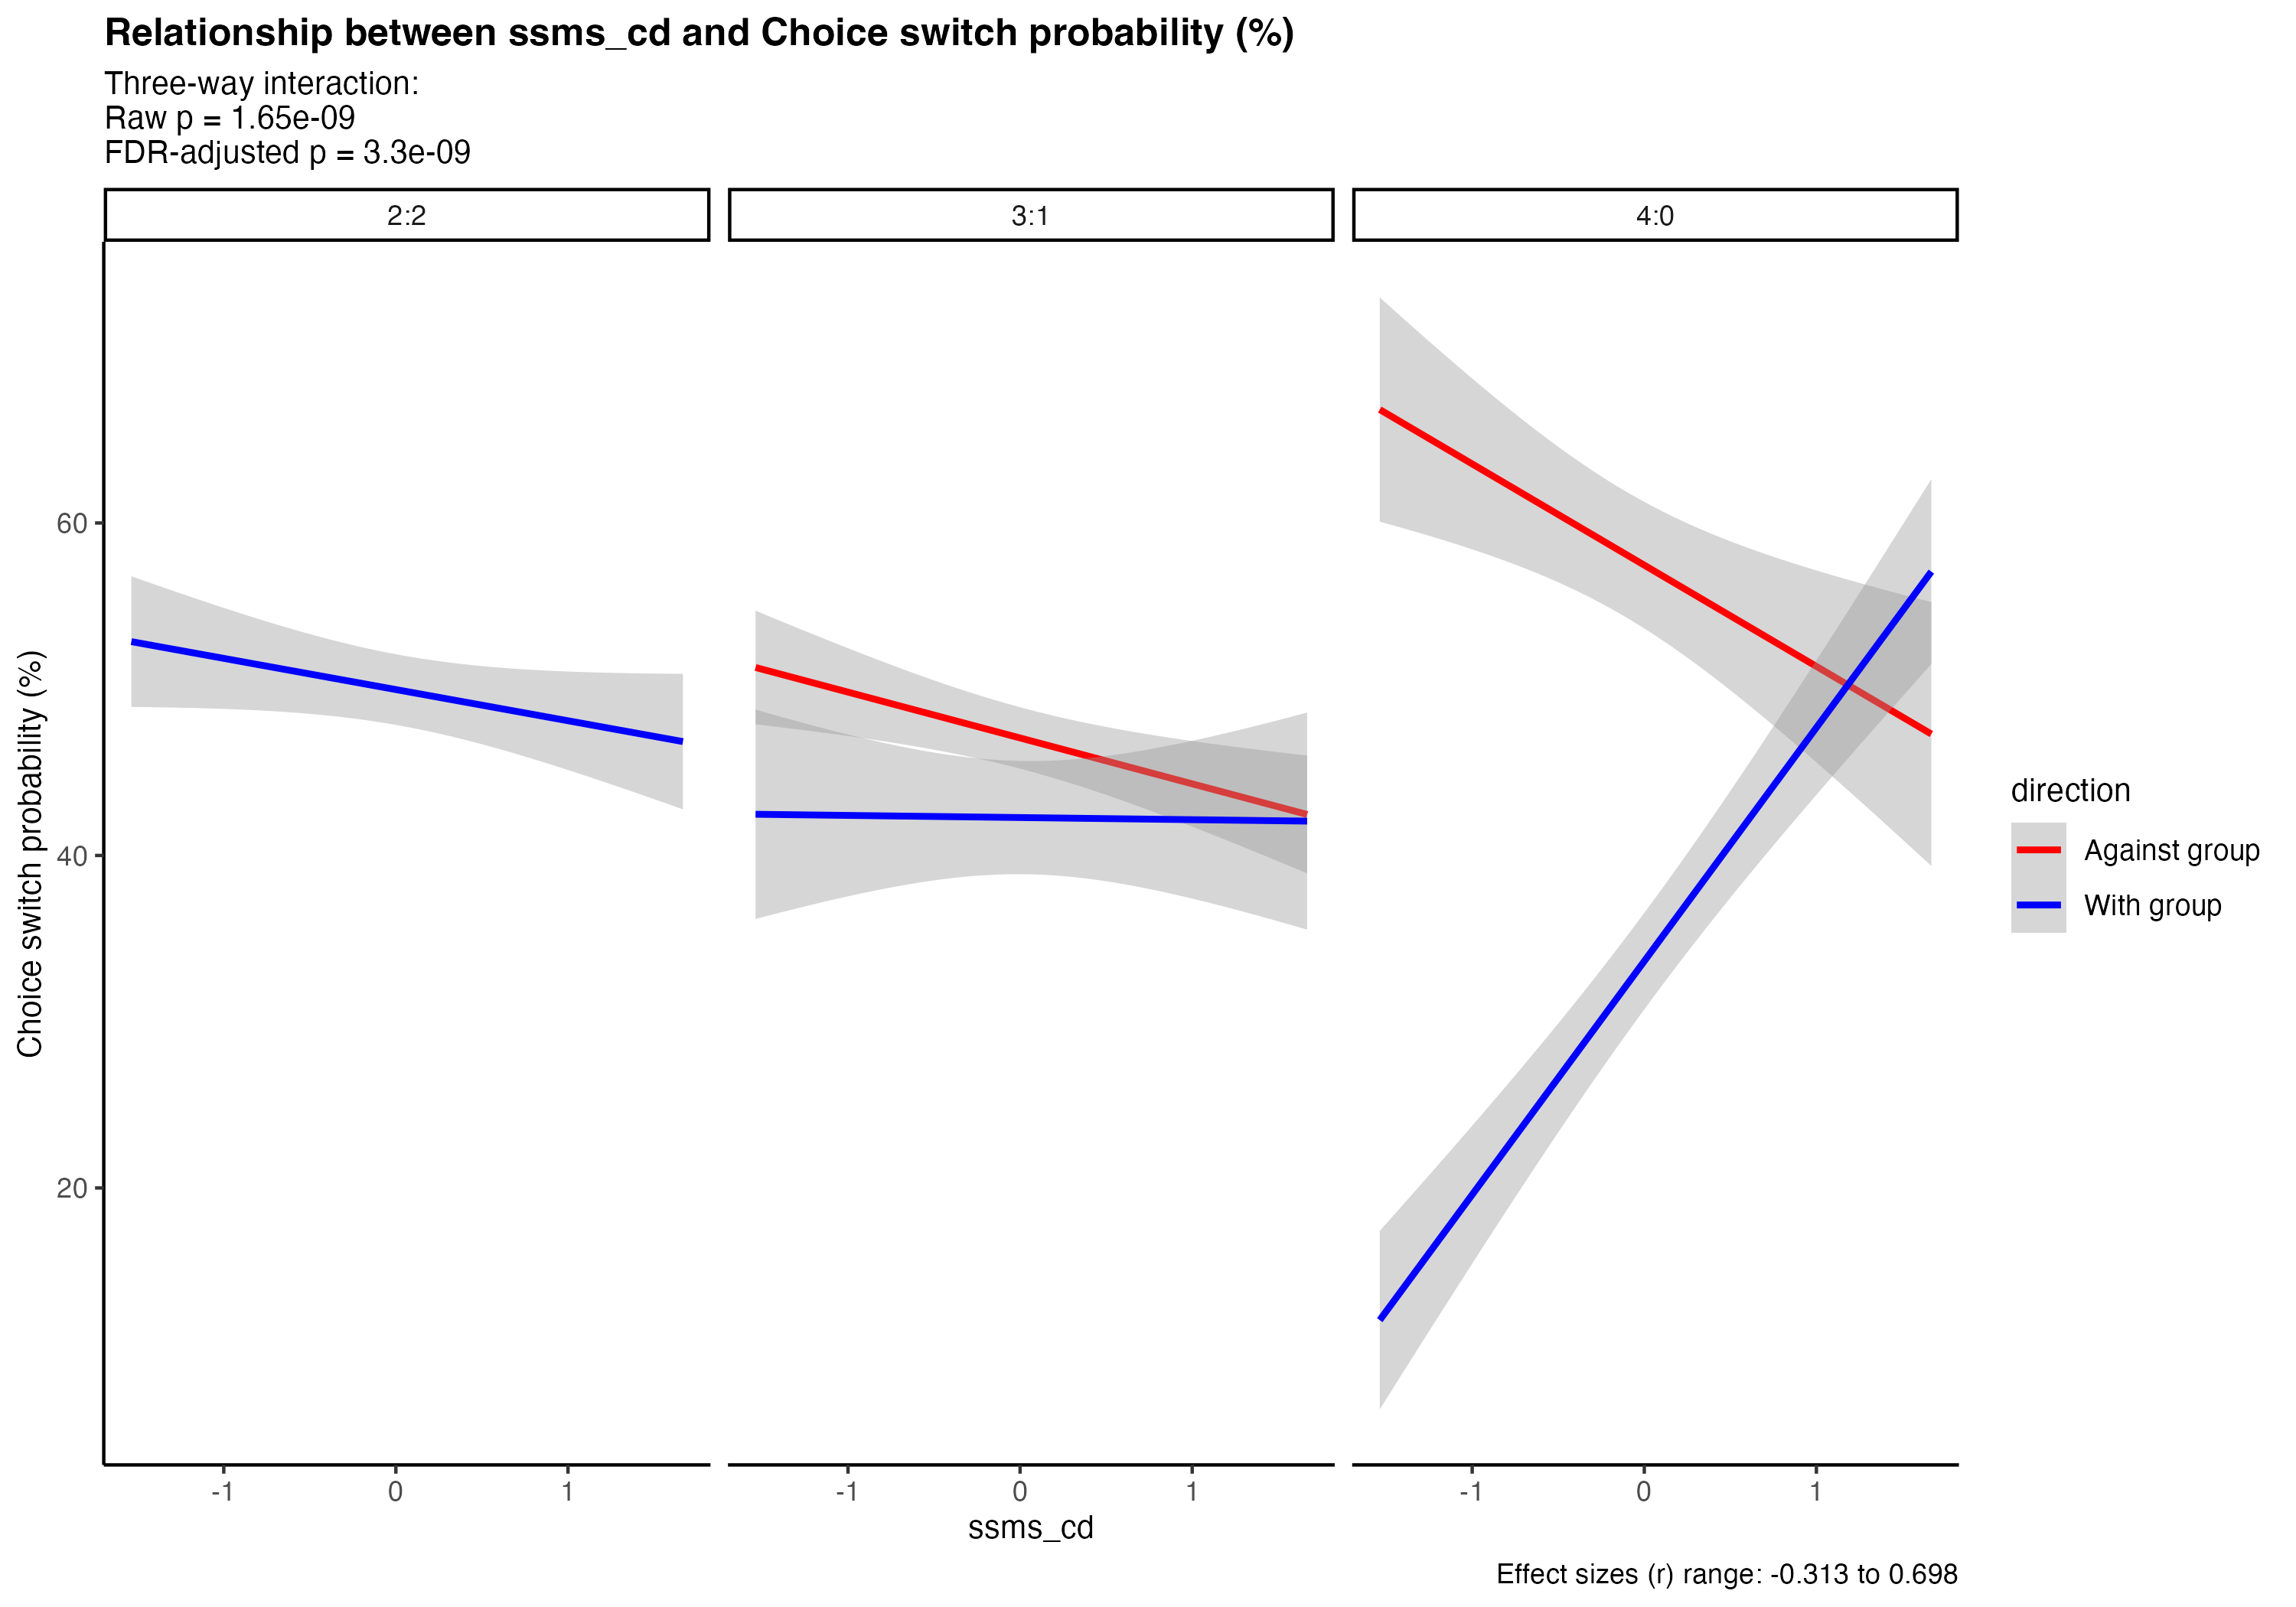 Relationship between ssms_cd and Choice switch probability (%)
Three-way interaction:
Raw p = 1.65e-09
FDR-adjusted p = 3.3e-09
2:2
3:1
4:0
Choice switch probability (%)
60
40
20
-1
0
1
-1
0
1
-1
0
1
ssms_cd
direction
Against group
With group
Effect sizes (r) range: -0.313 to 0.698